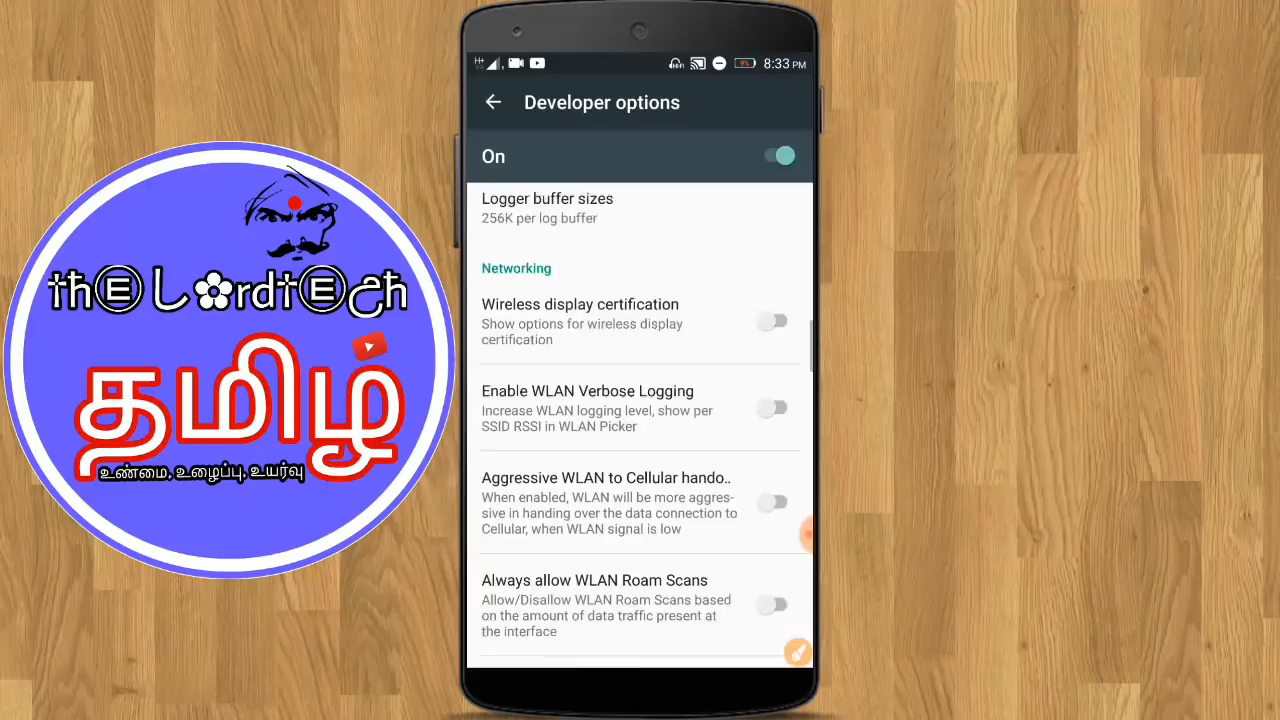 thE LordtEch
தமிழ்
உண்மை, உழைப்பு, உயர்வு
H+
9%
8:33 PM
Developer options
On
Logger buffer sizes
256K per log buffer
Networking
Wireless display certification
Show options for wireless display
certification
Enable WLAN Verbose Logging
Increase WLAN logging level, show per
SSID RSSI in WLAN Picker
Aggressive WLAN to Cellular hando..
When enabled, WLAN will be more aggres-
sive in handing over the data connection to
Cellular, when WLAN signal is low
Always allow WLAN Roam Scans
Allow/Disallow WLAN Roam Scans based
on the amount of data traffic present at
the interface